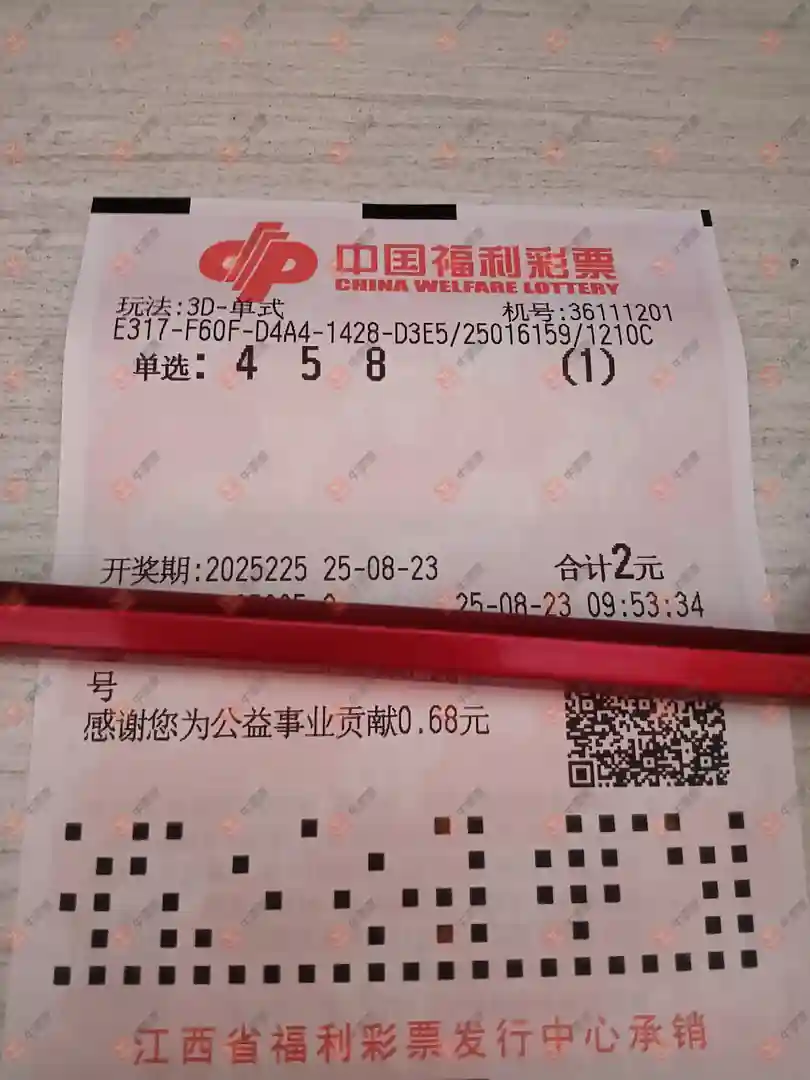 中国福利彩票
CHINA WELFARE LOTTERY
玩法:3D-单式 机号:36111201
E317-F60F-D4A4-1428-D3E5/25016159/1210C
单选: 4 5 8 (1)
开奖期:2025225 25-08-23 合计2元
25-08-23 09:53:34
号
感谢您为公益事业贡献0.68元
江西省福利彩票发行中心承销